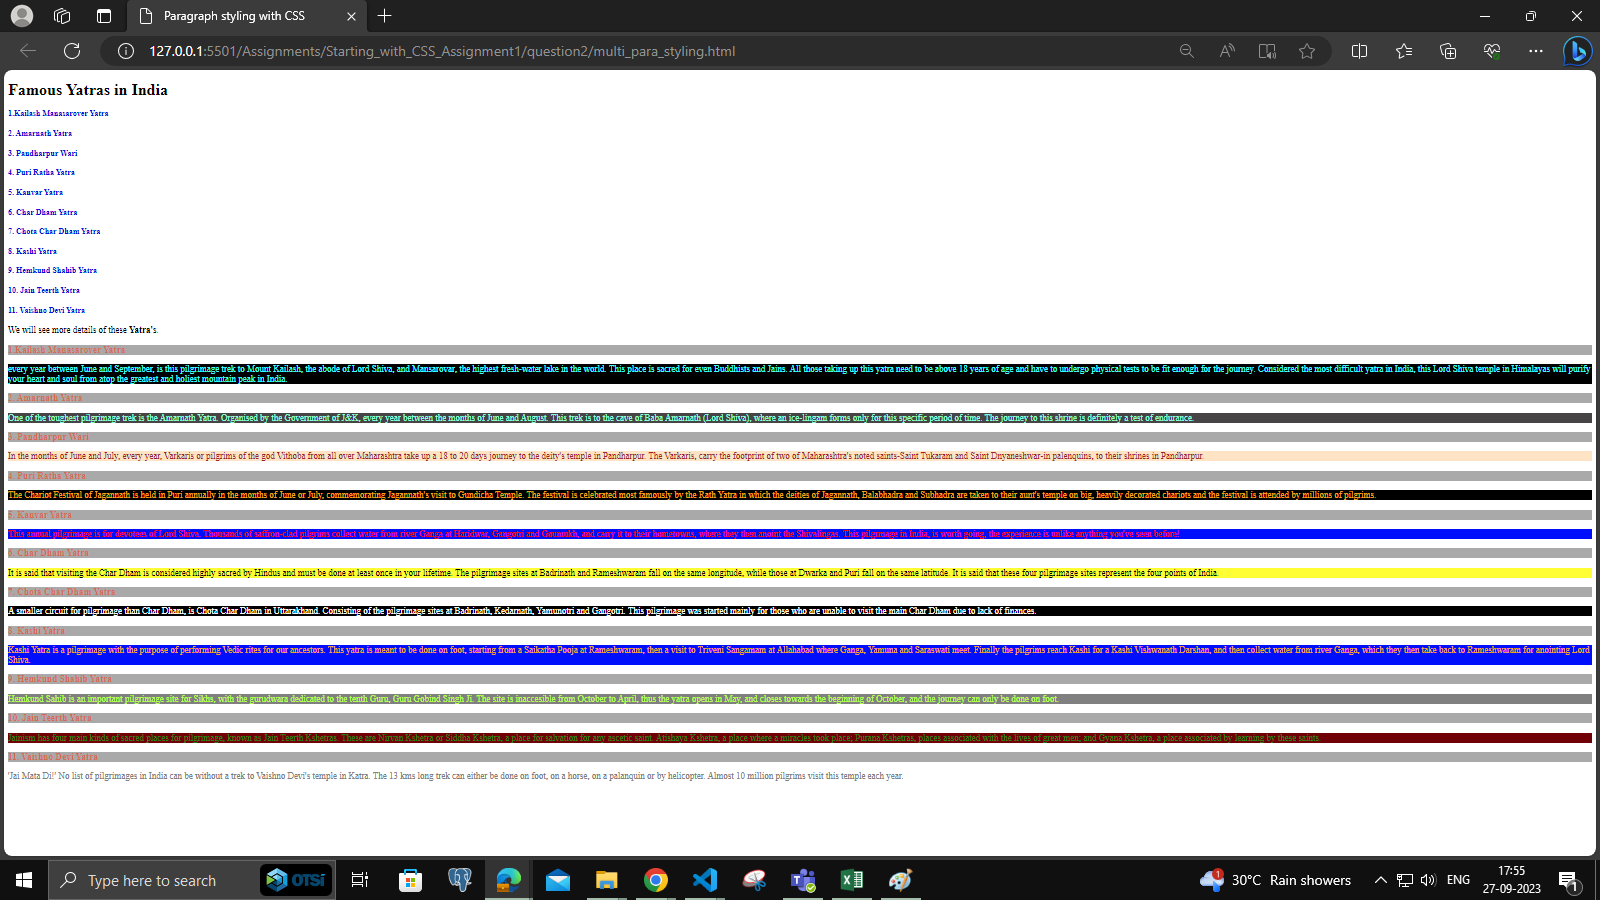 Paragraph styling with CSS
127.0.0.1:5501/Assignments/Starting_with_CSS_Assignment1/question2/multi_para_styling.html
Famous Yatras in India
1.Kailash Manasarover Yatra
2. Amarnath Yatra
3. Pandharpur Wari
4. Puri Ratha Yatra
5. Kanvar Yatra
6. Char Dham Yatra
7. Chota Char Dham Yatra
8. Kashi Yatra
9. Hemkund Shahib Yatra
10. Jain Teerth Yatra
11. Vaishno Devi Yatra
We will see more details of these Yatra's.
1.Kailash Manasarover Yatra
every year between June and September, is this pilgrimage trek to Mount Kailash, the abode of Lord Shiva, and Mansarovar, the highest fresh-water lake in the world. This place is sacred for even Buddhists and Jains. All those taking up this yatra need to be above 18 years of age and have to undergo physical tests to be fit enough for the journey. Considered the most difficult yatra in India, this Lord Shiva temple in Himalayas will purify
your heart and soul from atop the greatest and holiest mountain peak in India.
2. Amarnath Yatra
One of the toughest pilgrimage trek is the Amarnath Yatra. Organised by the Government of J&K, every year between the months of June and August. This trek is to the cave of Baba Amarnath (Lord Shiva), where an ice-lingam forms only for this specific period of time. The journey to this shrine is definitely a test of endurance.
3. Pandharpur Wari
In the months of June and July, every year, Varkaris or pilgrims of the god Vithoba from all over Maharashtra take up a 18 to 20 days journey to the deity's temple in Pandharpur. The Varkaris, carry the footprint of two of Maharashtra's noted saints-Saint Tukaram and Saint Dnyaneshwar-in palenquins, to their shrines in Pandharpur.
4. Puri Ratha Yatra
The Chariot Festival of Jagannath is held in Puri annually in the months of June or July, commemorating Jagannath's visit to Gundicha Temple. The festival is celebrated most famously by the Rath Yatra in which the deities of Jagannath, Balabhadra and Subhadra are taken to their aunt's temple on big, heavily decorated chariots and the festival is attended by millions of pilgrims.
5. Kanvar Yatra
This annual pilgrimage is for devotees of Lord Shiva. Thousands of saffron-clad pilgrims collect water from river Ganga at Haridwar, Gangotri and Gaumukh, and carry it to their hometowns, where they then anoint the Shivalingas. This pilgrimage in India, is worth going, the experience is unlike anything you've seen before!
6. Char Dham Yatra
It is said that visiting the Char Dham is considered highly sacred by Hindus and must be done at least once in your lifetime. The pilgrimage sites at Badrinath and Rameshwaram fall on the same longitude, while those at Dwarka and Puri fall on the same latitude. It is said that these four pilgrimage sites represent the four points of India.
7. Chota Char Dham Yatra
A smaller circuit for pilgrimage than Char Dham, is Chota Char Dham in Uttarakhand. Consisting of the pilgrimage sites at Badrinath, Kedarnath, Yamunotri and Gangotri. This pilgrimage was started mainly for those who are unable to visit the main Char Dham due to lack of finances.
8. Kashi Yatra
Kashi Yatra is a pilgrimage with the purpose of performing Vedic rites for our ancestors. This yatra is meant to be done on foot, starting from a Saikatha Pooja at Rameshwaram, then a visit to Triveni Sangamam at Allahabad where Ganga, Yamuna and Saraswati meet. Finally the pilgrims reach Kashi for a Kashi Vishwanath Darshan, and then collect water from river Ganga, which they then take back to Rameshwaram for anointing Lord
Shiva.
9. Hemkund Shahib Yatra
Hemkund Sahib is an important pilgrimage site for Sikhs, with the gurudwara dedicated to the tenth Guru, Guru Gobind Singh Ji. The site is inaccesible from October to April, thus the yatra opens in May, and closes towards the beginning of October, and the journey can only be done on foot.
10. Jain Teerth Yatra
Jainism has four main kinds of sacred places for pilgrimage, known as Jain Teerth Kshetras. These are Nirvan Kshetra or Siddha Kshetra, a place for salvation for any ascetic saint. Atishaya Kshetra, a place where a miracles took place; Purana Kshetras, places associated with the lives of great men; and Gyana Kshetra, a place associated by learning by these saints.
11. Vaishno Devi Yatra
'Jai Mata Di!' No list of pilgrimages in India can be without a trek to Vaishno Devi's temple in Katra. The 13 kms long trek can either be done on foot, on a horse, on a palanquin or by helicopter. Almost 10 million pilgrims visit this temple each year.
Type here to search
OTSi
1
30°C Rain showers
ENG
17:55
27-09-2023
1